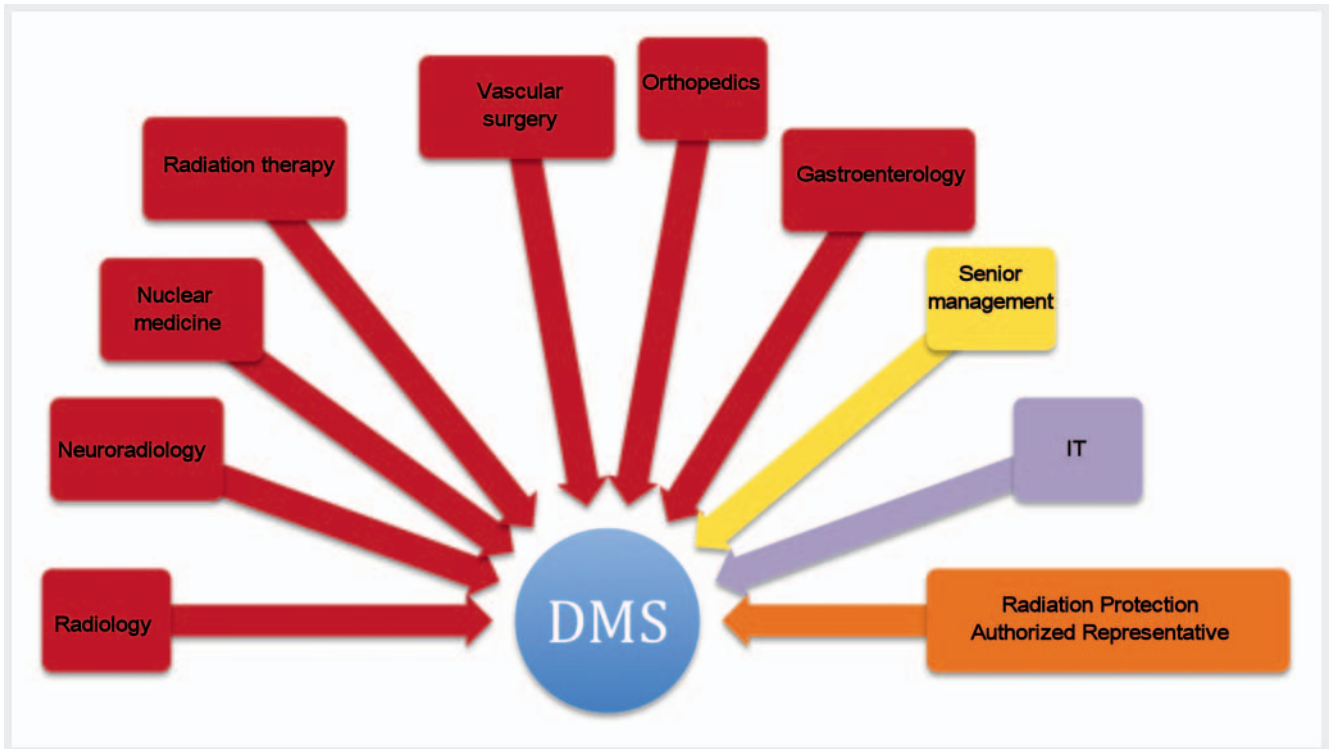 Orthopedics
Vascular
surgery
Radiation therapy
Gastroenterology
Senior
management
Nuclear
medicine
Neuroradiology
IT
Radiology
DMS
Radiation Protection
Authorized Representative